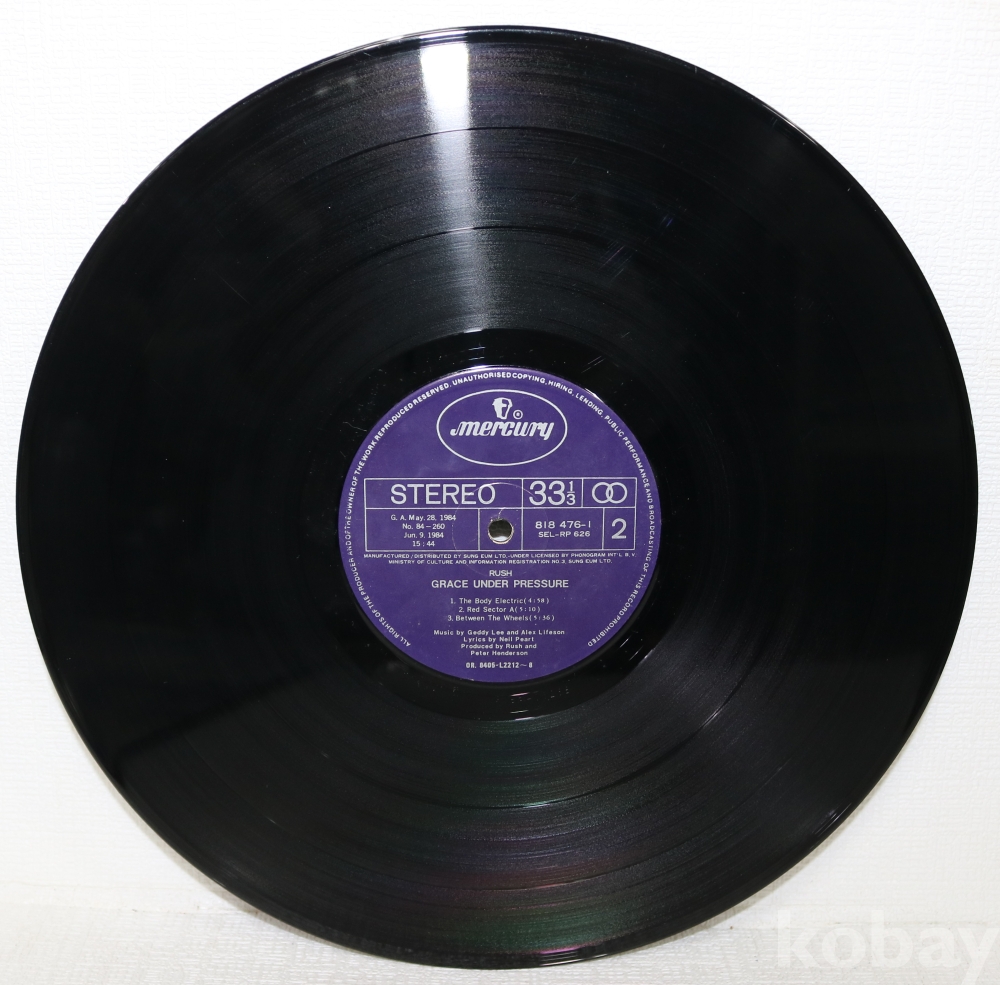 ALL RIGHTS OF THE PRODUCER AND OF THE OWNER OF THE WORK REPRODUCED RESERVED. UNAUTHORISED COPYING, HIRING, LENDING, PUBLIC PERFORMANCE AND BROADCASTING OF THIS RECORD PROHIBITED
mercury
STEREO 33 1/3
G. A. May. 28, 1984
No. 84-260
Jun. 9. 1984
15 : 44
818 476-1
SEL-RP 626
2
MANUFACTURED / DISTRIBUTED BY SUNG EUM LTD.-UNDER LICENSED BY PHONOGRAM INT'L B. V.
MINISTRY OF CULTURE AND INFORMATION REGISTRATION NO 3. SUNG EUM LTD.
RUSH
GRACE UNDER PRESSURE
1. The Body Electric(4:58)
2. Red Sector A(5:10)
3. Between The Wheels(5:36)
Music by Geddy Lee and Alex Lifeson
Lyrics by Neil Peart
Produced by Rush and
Peter Henderson
OR. 8405-L2212~8
kobay